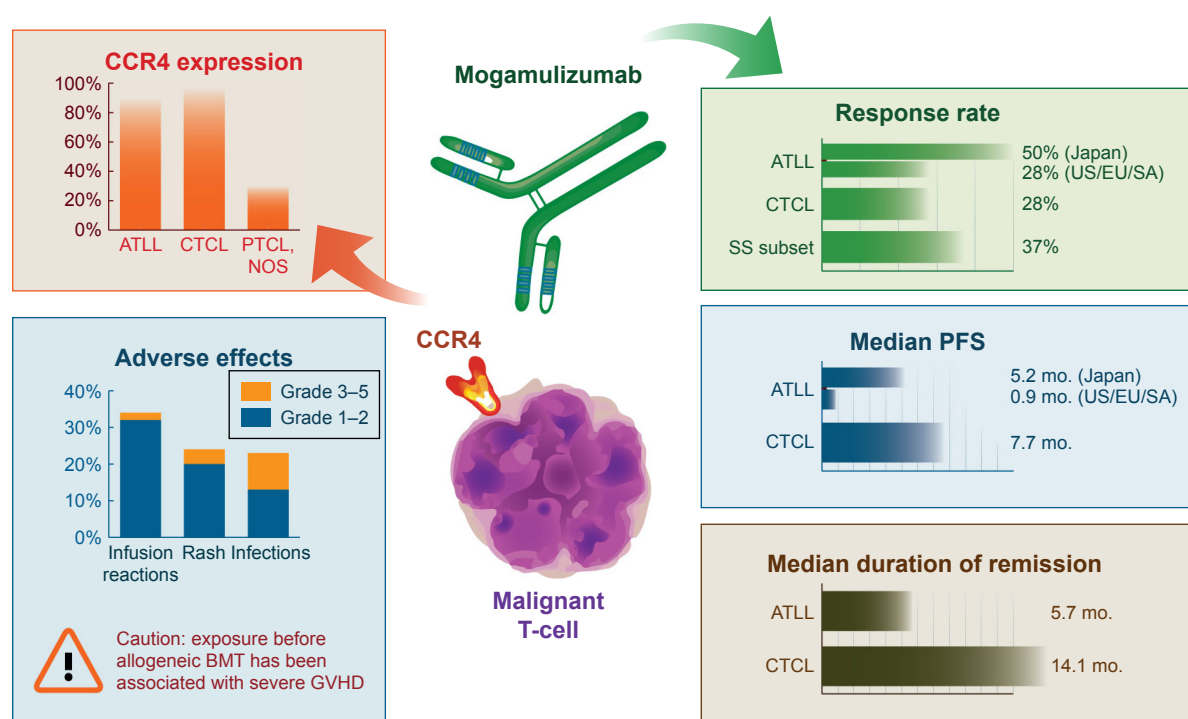 CCR4 expression
100%
80%
60%
40%
20%
0%
ATLL
CTCL
PTCL,
NOS
Adverse effects
Grade 3–5
Grade 1–2
40%
30%
20%
10%
0%
Infusion
reactions
Rash
Infections
!
Caution: exposure before
allogeneic BMT has been
associated with severe GVHD
Mogamulizumab
CCR4
Malignant
T-cell
Response rate
ATLL
50% (Japan)
28% (US/EU/SA)
CTCL
28%
SS subset
37%
Median PFS
ATLL
5.2 mo. (Japan)
0.9 mo. (US/EU/SA)
CTCL
7.7 mo.
Median duration of remission
ATLL
5.7 mo.
CTCL
14.1 mo.